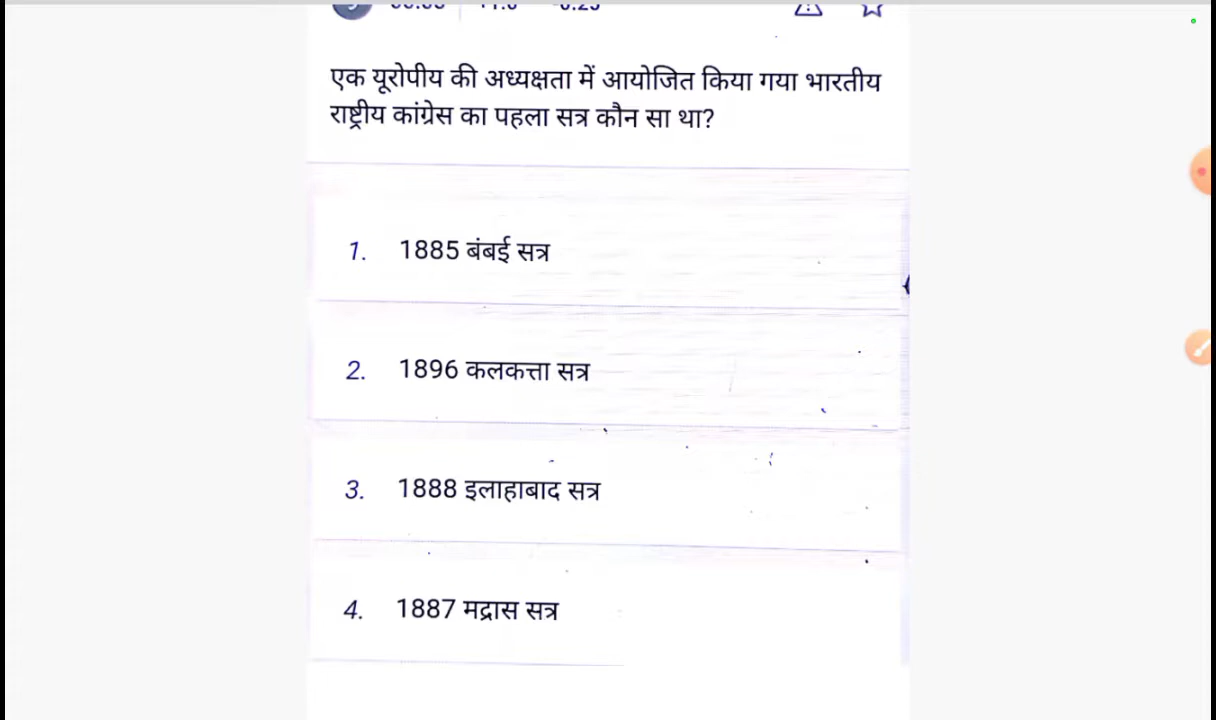 एक यूरोपीय की अध्यक्षता में आयोजित किया गया भारतीय
राष्ट्रीय कांग्रेस का पहला सत्र कौन सा था?
1. 1885 बंबई सत्र
2. 1896 कलकत्ता सत्र
3. 1888 इलाहाबाद सत्र
4. 1887 मद्रास सत्र